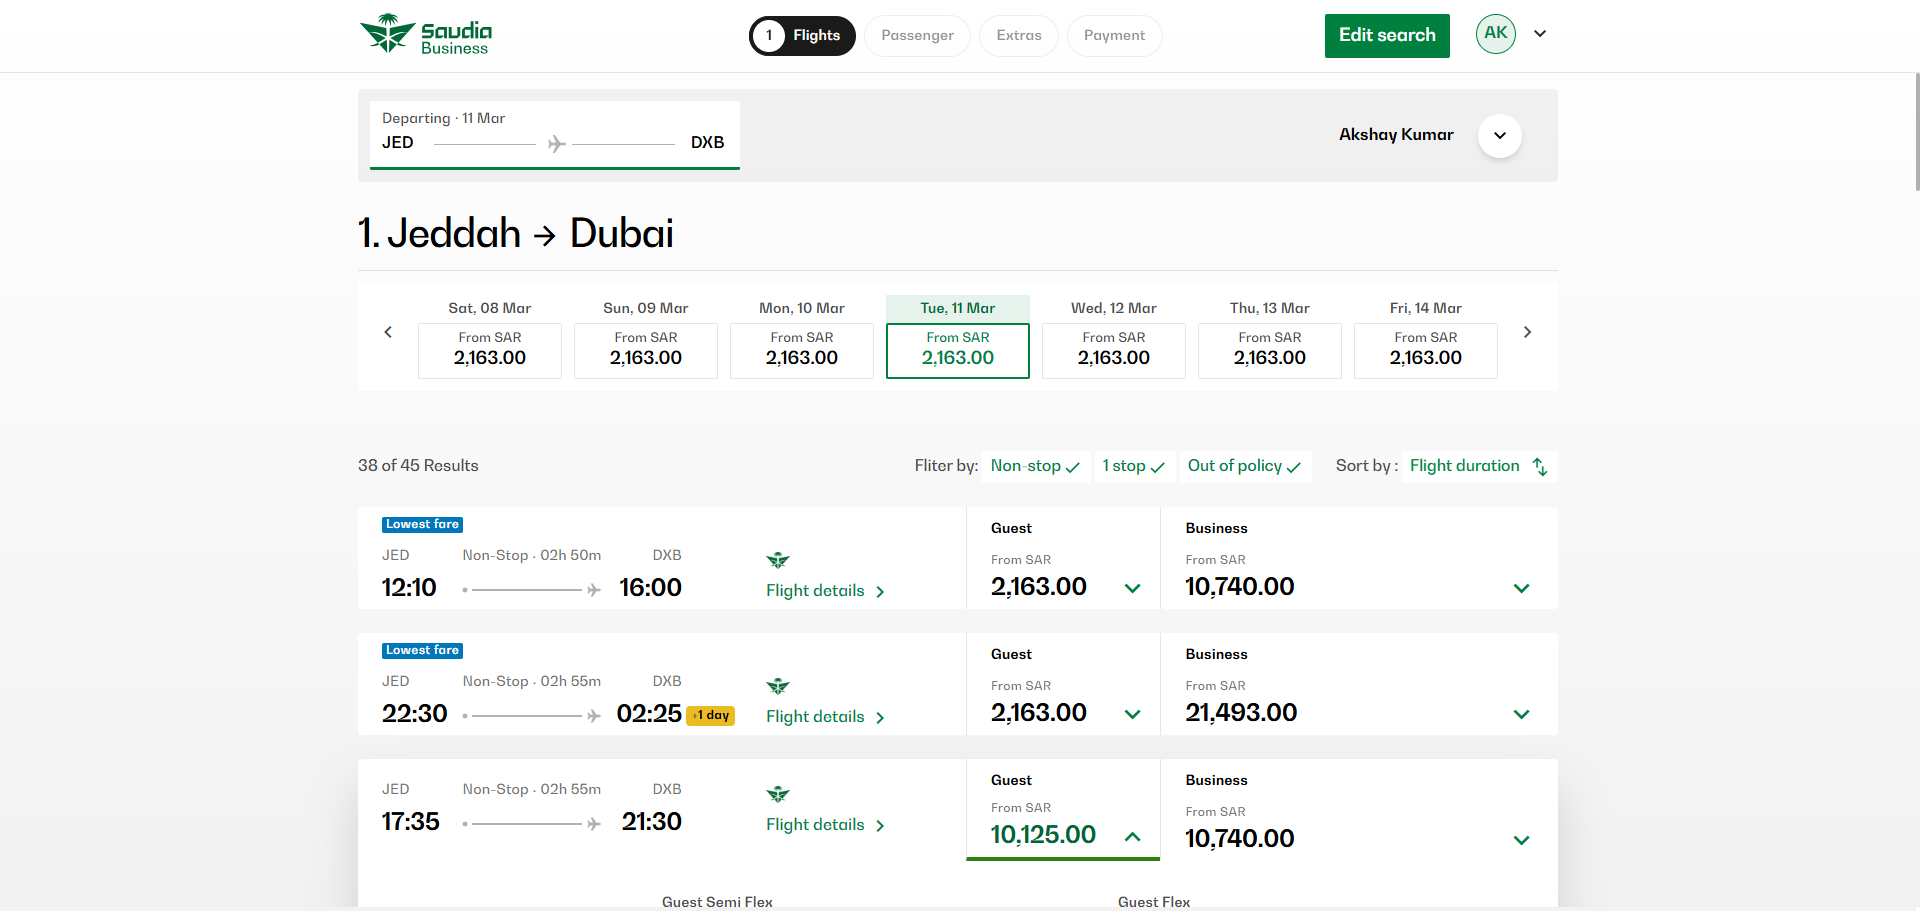 Saudia
Business
1 Flights
Passenger
Extras
Payment
Edit search
AK
Departing · 11 Mar
JED DXB
Akshay Kumar
1. Jeddah → Dubai
Sat, 08 Mar
From SAR
2,163.00
Sun, 09 Mar
From SAR
2,163.00
Mon, 10 Mar
From SAR
2,163.00
Tue, 11 Mar
From SAR
2,163.00
Wed, 12 Mar
From SAR
2,163.00
Thu, 13 Mar
From SAR
2,163.00
Fri, 14 Mar
From SAR
2,163.00
38 of 45 Results
Fliter by: Non-stop 1 stop Out of policy
Sort by : Flight duration
Lowest fare
JED Non-Stop · 02h 50m DXB
12:10 16:00
Flight details
Guest
From SAR
2,163.00
Business
From SAR
10,740.00
Lowest fare
JED Non-Stop · 02h 55m DXB
22:30 02:25 +1 day
Flight details
Guest
From SAR
2,163.00
Business
From SAR
21,493.00
JED Non-Stop · 02h 55m DXB
17:35 21:30
Flight details
Guest
From SAR
10,125.00
Business
From SAR
10,740.00
Guest Semi Flex
Guest Flex